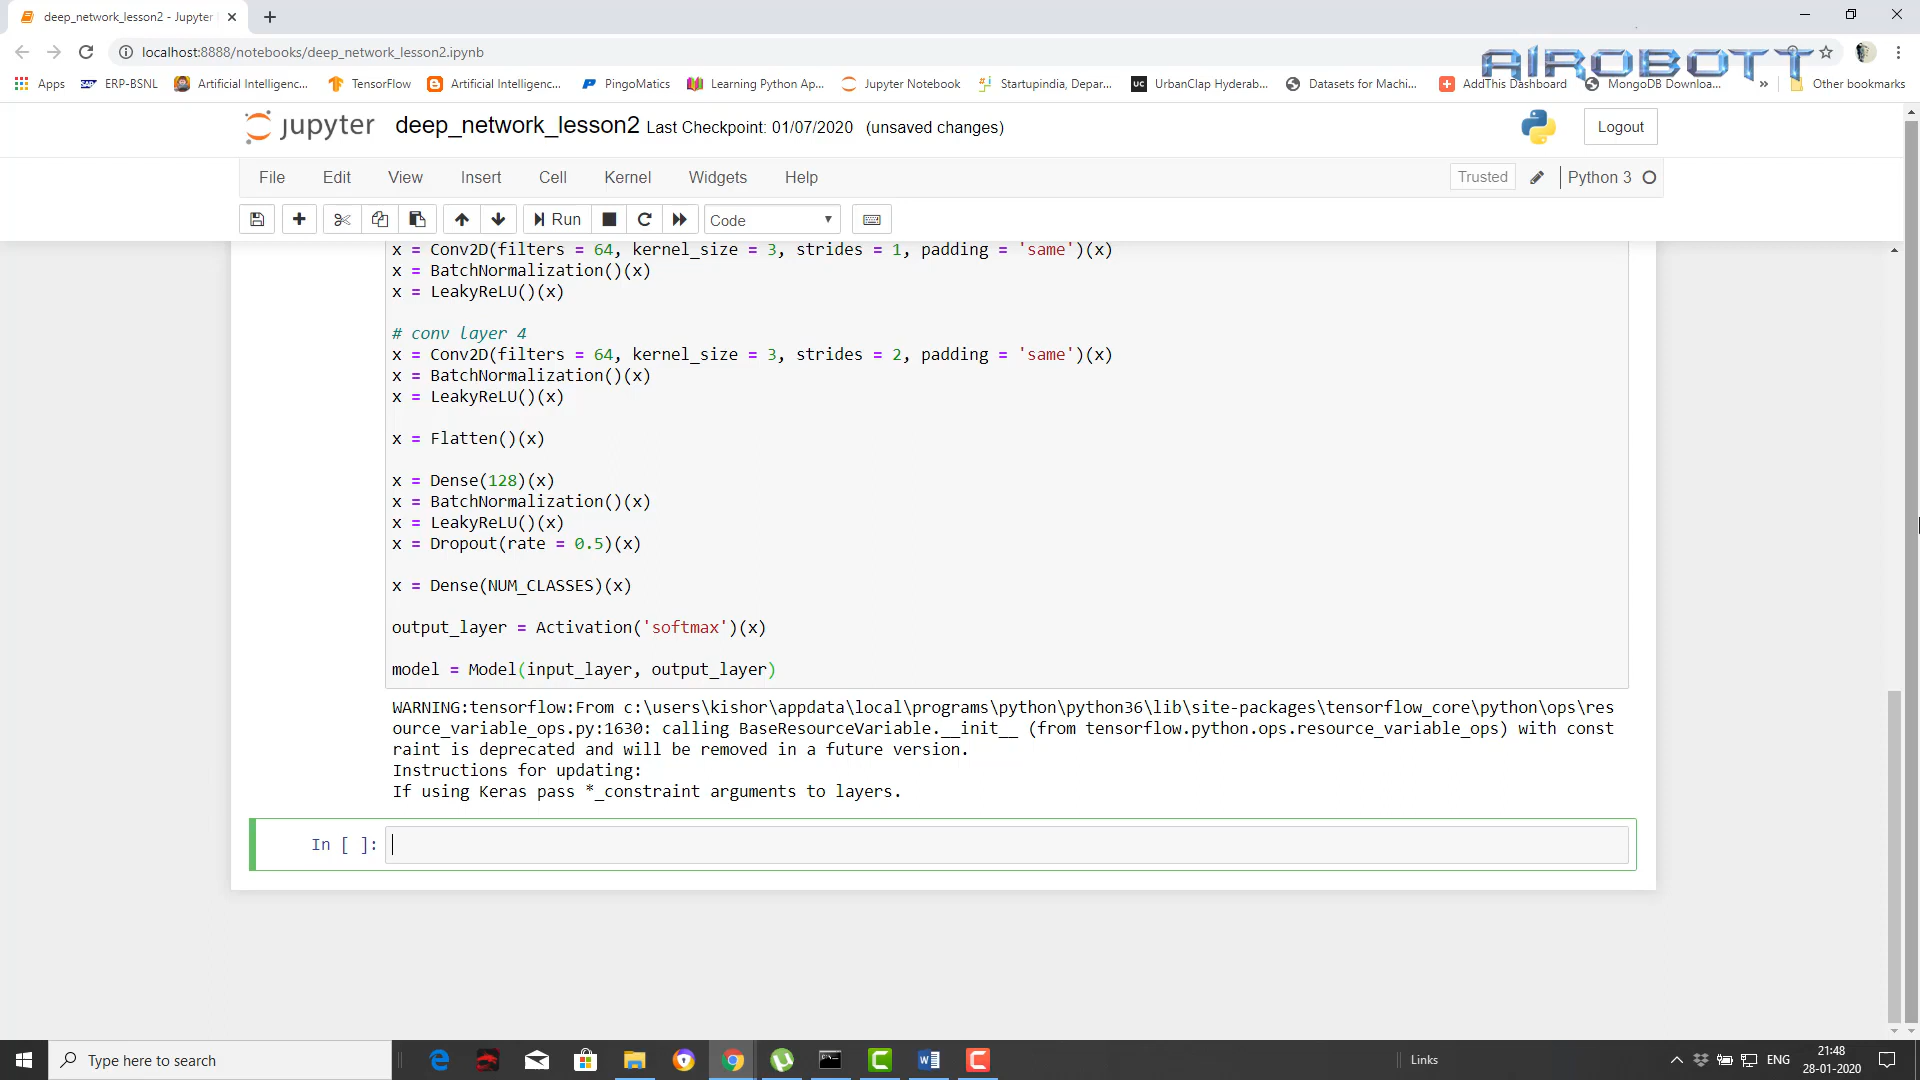 deep_network_lesson2 - Jupyter
localhost:8888/notebooks/deep_network_lesson2.ipynb
AIROBOTT
Apps ERP-BSNL Artificial Intelligenc... TensorFlow Artificial Intelligenc... PingoMatics Learning Python Ap... Jupyter Notebook Startupindia, Depar... UC UrbanClap Hyderab... Datasets for Machi... AddThis Dashboard MongoDB Downloa... » Other bookmarks
jupyter deep_network_lesson2 Last Checkpoint: 01/07/2020 (unsaved changes) Logout
File Edit View Insert Cell Kernel Widgets Help Trusted Python 3
Run Code
x = Conv2D(filters = 64, kernel_size = 3, strides = 1, padding = 'same')(x)
x = BatchNormalization()(x)
x = LeakyReLU()(x)
# conv layer 4
x = Conv2D(filters = 64, kernel_size = 3, strides = 2, padding = 'same')(x)
x = BatchNormalization()(x)
x = LeakyReLU()(x)
x = Flatten()(x)
x = Dense(128)(x)
x = BatchNormalization()(x)
x = LeakyReLU()(x)
x = Dropout(rate = 0.5)(x)
x = Dense(NUM_CLASSES)(x)
output_layer = Activation('softmax')(x)
model = Model(input_layer, output_layer)
WARNING:tensorflow:From c:\users\kishor\appdata\local\programs\python\python36\lib\site-packages\tensorflow_core\python\ops\res
ource_variable_ops.py:1630: calling BaseResourceVariable.__init__ (from tensorflow.python.ops.resource_variable_ops) with const
raint is deprecated and will be removed in a future version.
Instructions for updating:
If using Keras pass *_constraint arguments to layers.
In [ ]:
Type here to search Links ENG 21:48
28-01-2020